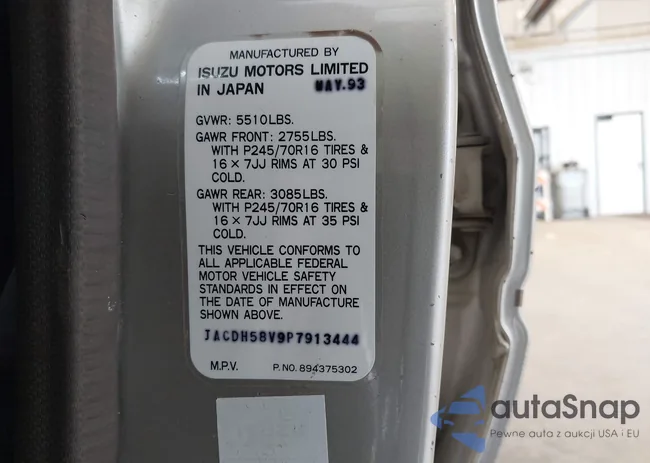 MANUFACTURED BY
ISUZU MOTORS LIMITED
IN JAPAN MAY.93
GVWR: 5510LBS.
GAWR FRONT: 2755LBS.
WITH P245/70R16 TIRES &
16 × 7JJ RIMS AT 30 PSI
COLD.
GAWR REAR: 3085LBS.
WITH P245/70R16 TIRES &
16 × 7JJ RIMS AT 35 PSI
COLD.
THIS VEHICLE CONFORMS TO
ALL APPLICABLE FEDERAL
MOTOR VEHICLE SAFETY
STANDARDS IN EFFECT ON
THE DATE OF MANUFACTURE
SHOWN ABOVE.
JACDH58V9P7913444
M.P.V. P.NO.894375302
autaSnap
Pewne auta z aukcji USA i EU